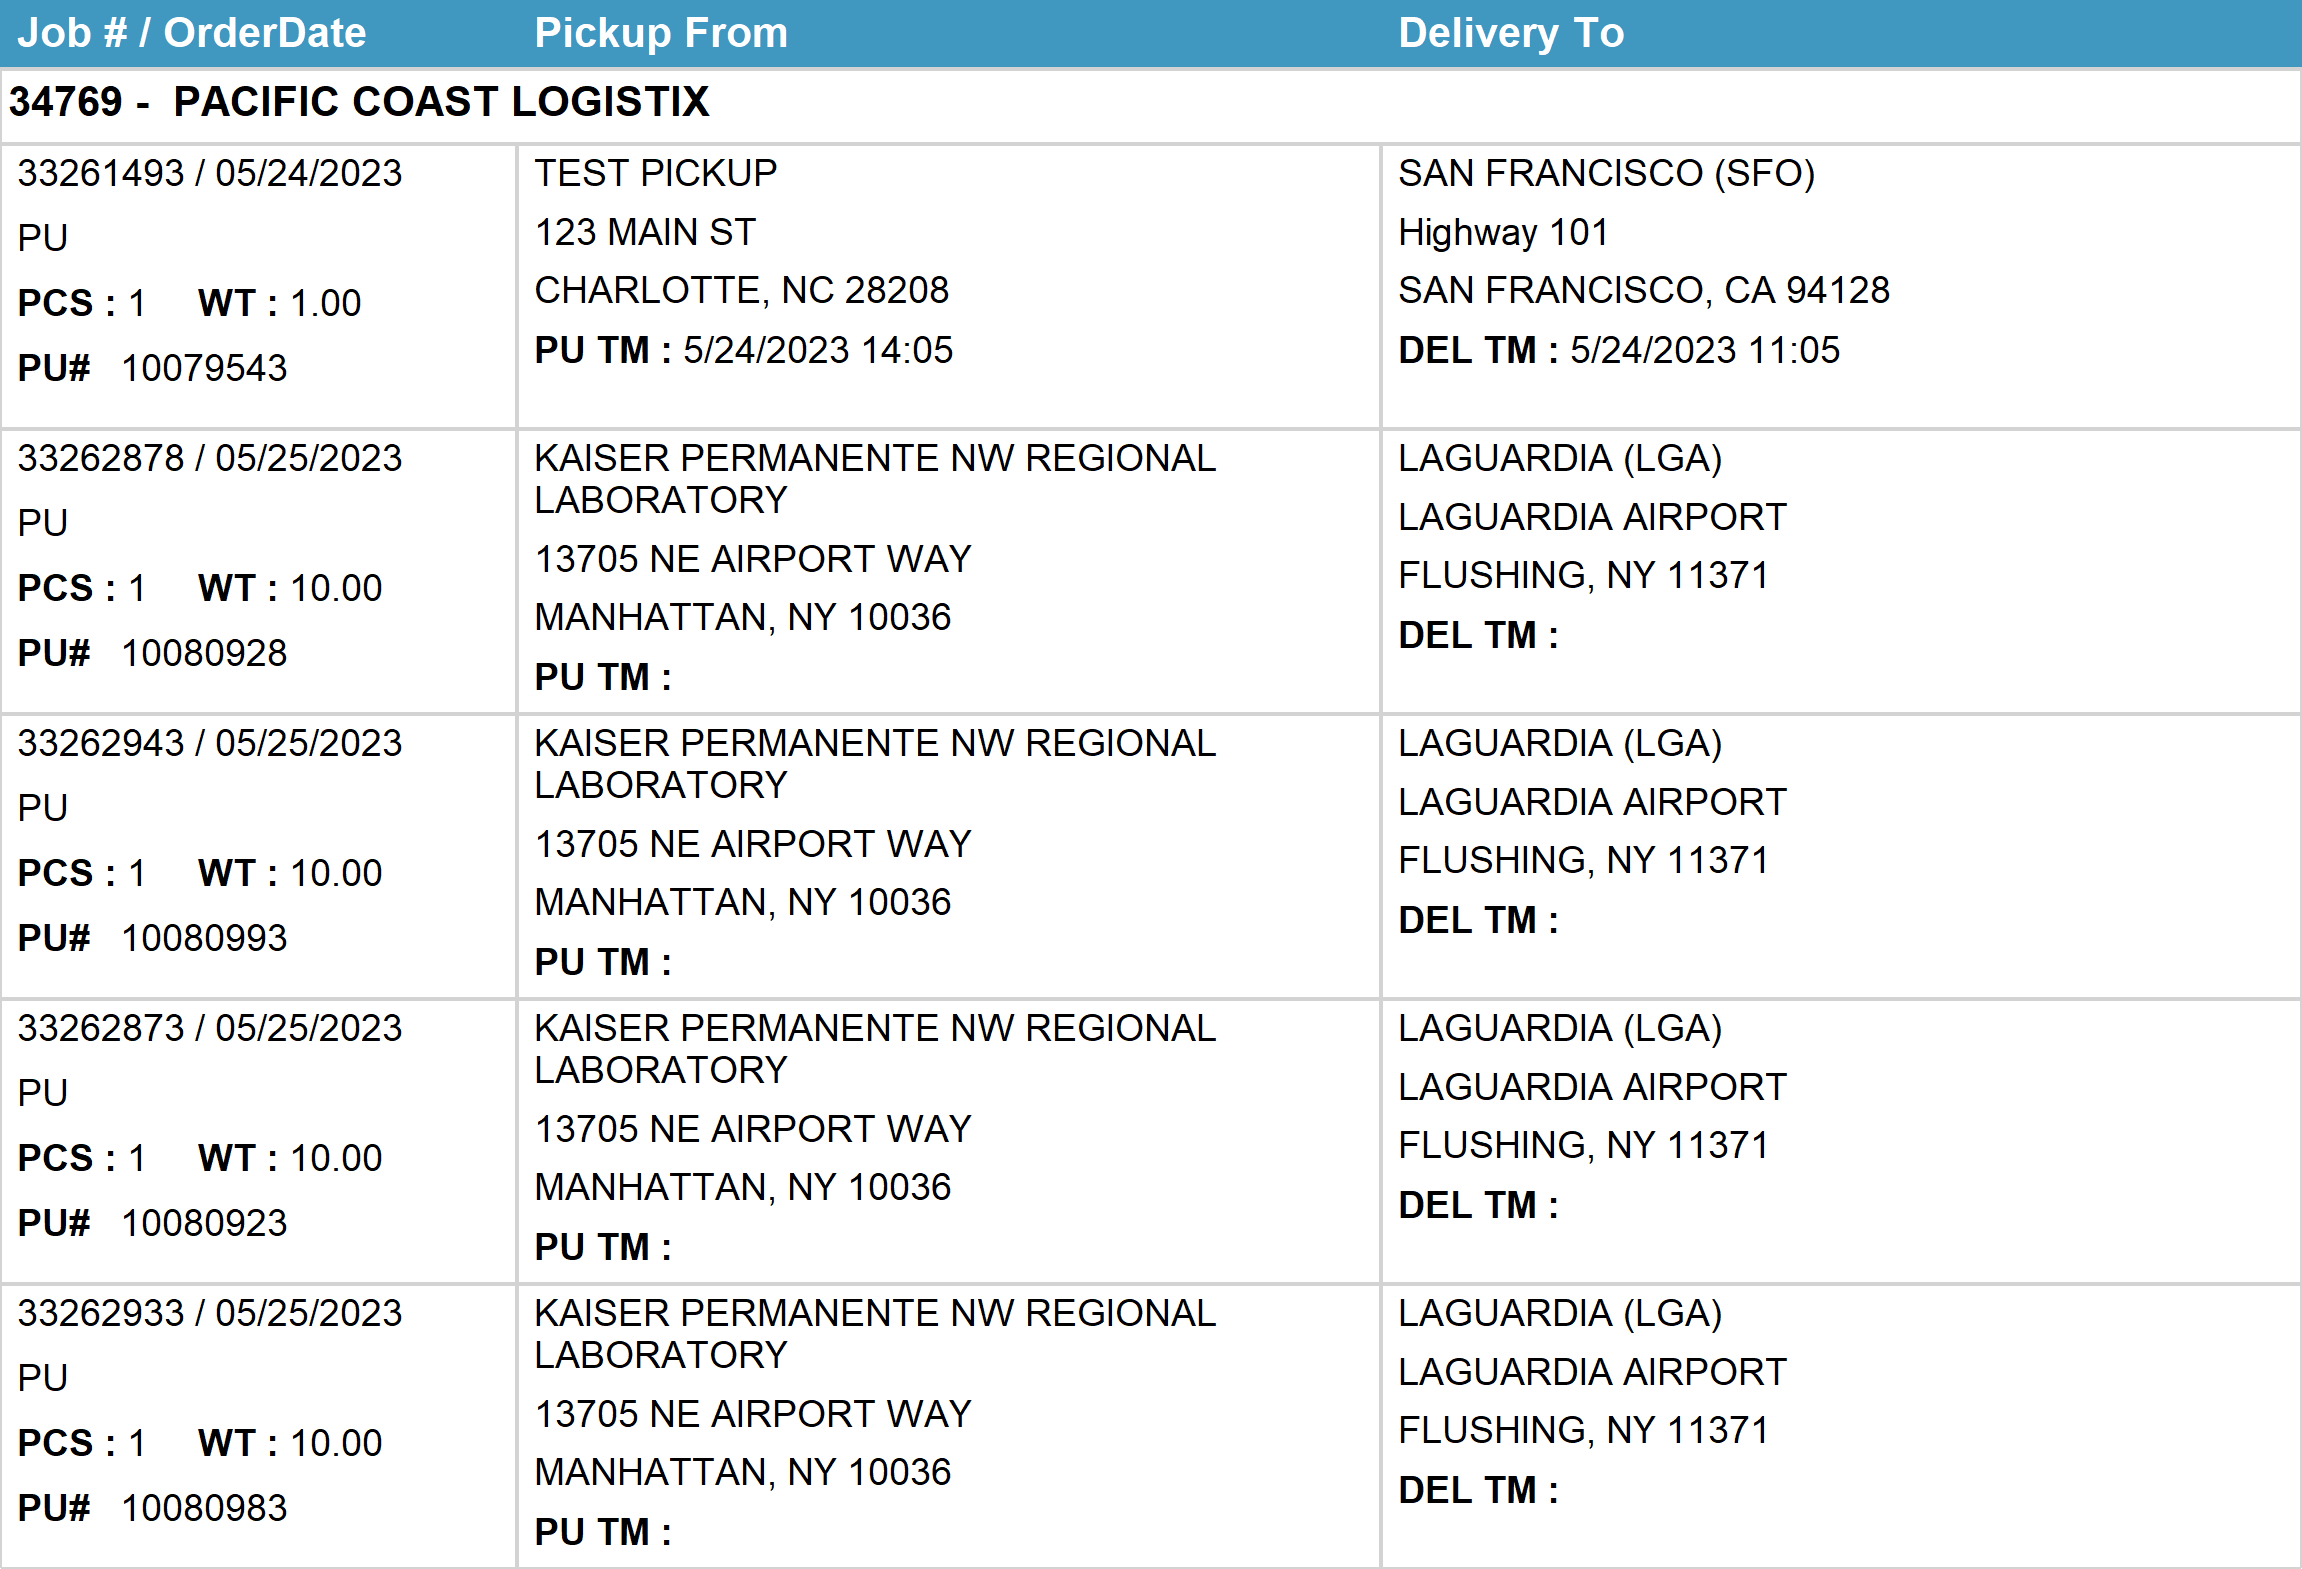 Job # / OrderDate Pickup From Delivery To
34769 - PACIFIC COAST LOGISTIX
33261493 / 05/24/2023
PU
PCS : 1 WT : 1.00
PU# 10079543
TEST PICKUP
123 MAIN ST
CHARLOTTE, NC 28208
PU TM : 5/24/2023 14:05
SAN FRANCISCO (SFO)
Highway 101
SAN FRANCISCO, CA 94128
DEL TM : 5/24/2023 11:05
33262878 / 05/25/2023
PU
PCS : 1 WT : 10.00
PU# 10080928
KAISER PERMANENTE NW REGIONAL
LABORATORY
13705 NE AIRPORT WAY
MANHATTAN, NY 10036
PU TM :
LAGUARDIA (LGA)
LAGUARDIA AIRPORT
FLUSHING, NY 11371
DEL TM :
33262943 / 05/25/2023
PU
PCS : 1 WT : 10.00
PU# 10080993
KAISER PERMANENTE NW REGIONAL
LABORATORY
13705 NE AIRPORT WAY
MANHATTAN, NY 10036
PU TM :
LAGUARDIA (LGA)
LAGUARDIA AIRPORT
FLUSHING, NY 11371
DEL TM :
33262873 / 05/25/2023
PU
PCS : 1 WT : 10.00
PU# 10080923
KAISER PERMANENTE NW REGIONAL
LABORATORY
13705 NE AIRPORT WAY
MANHATTAN, NY 10036
PU TM :
LAGUARDIA (LGA)
LAGUARDIA AIRPORT
FLUSHING, NY 11371
DEL TM :
33262933 / 05/25/2023
PU
PCS : 1 WT : 10.00
PU# 10080983
KAISER PERMANENTE NW REGIONAL
LABORATORY
13705 NE AIRPORT WAY
MANHATTAN, NY 10036
PU TM :
LAGUARDIA (LGA)
LAGUARDIA AIRPORT
FLUSHING, NY 11371
DEL TM :